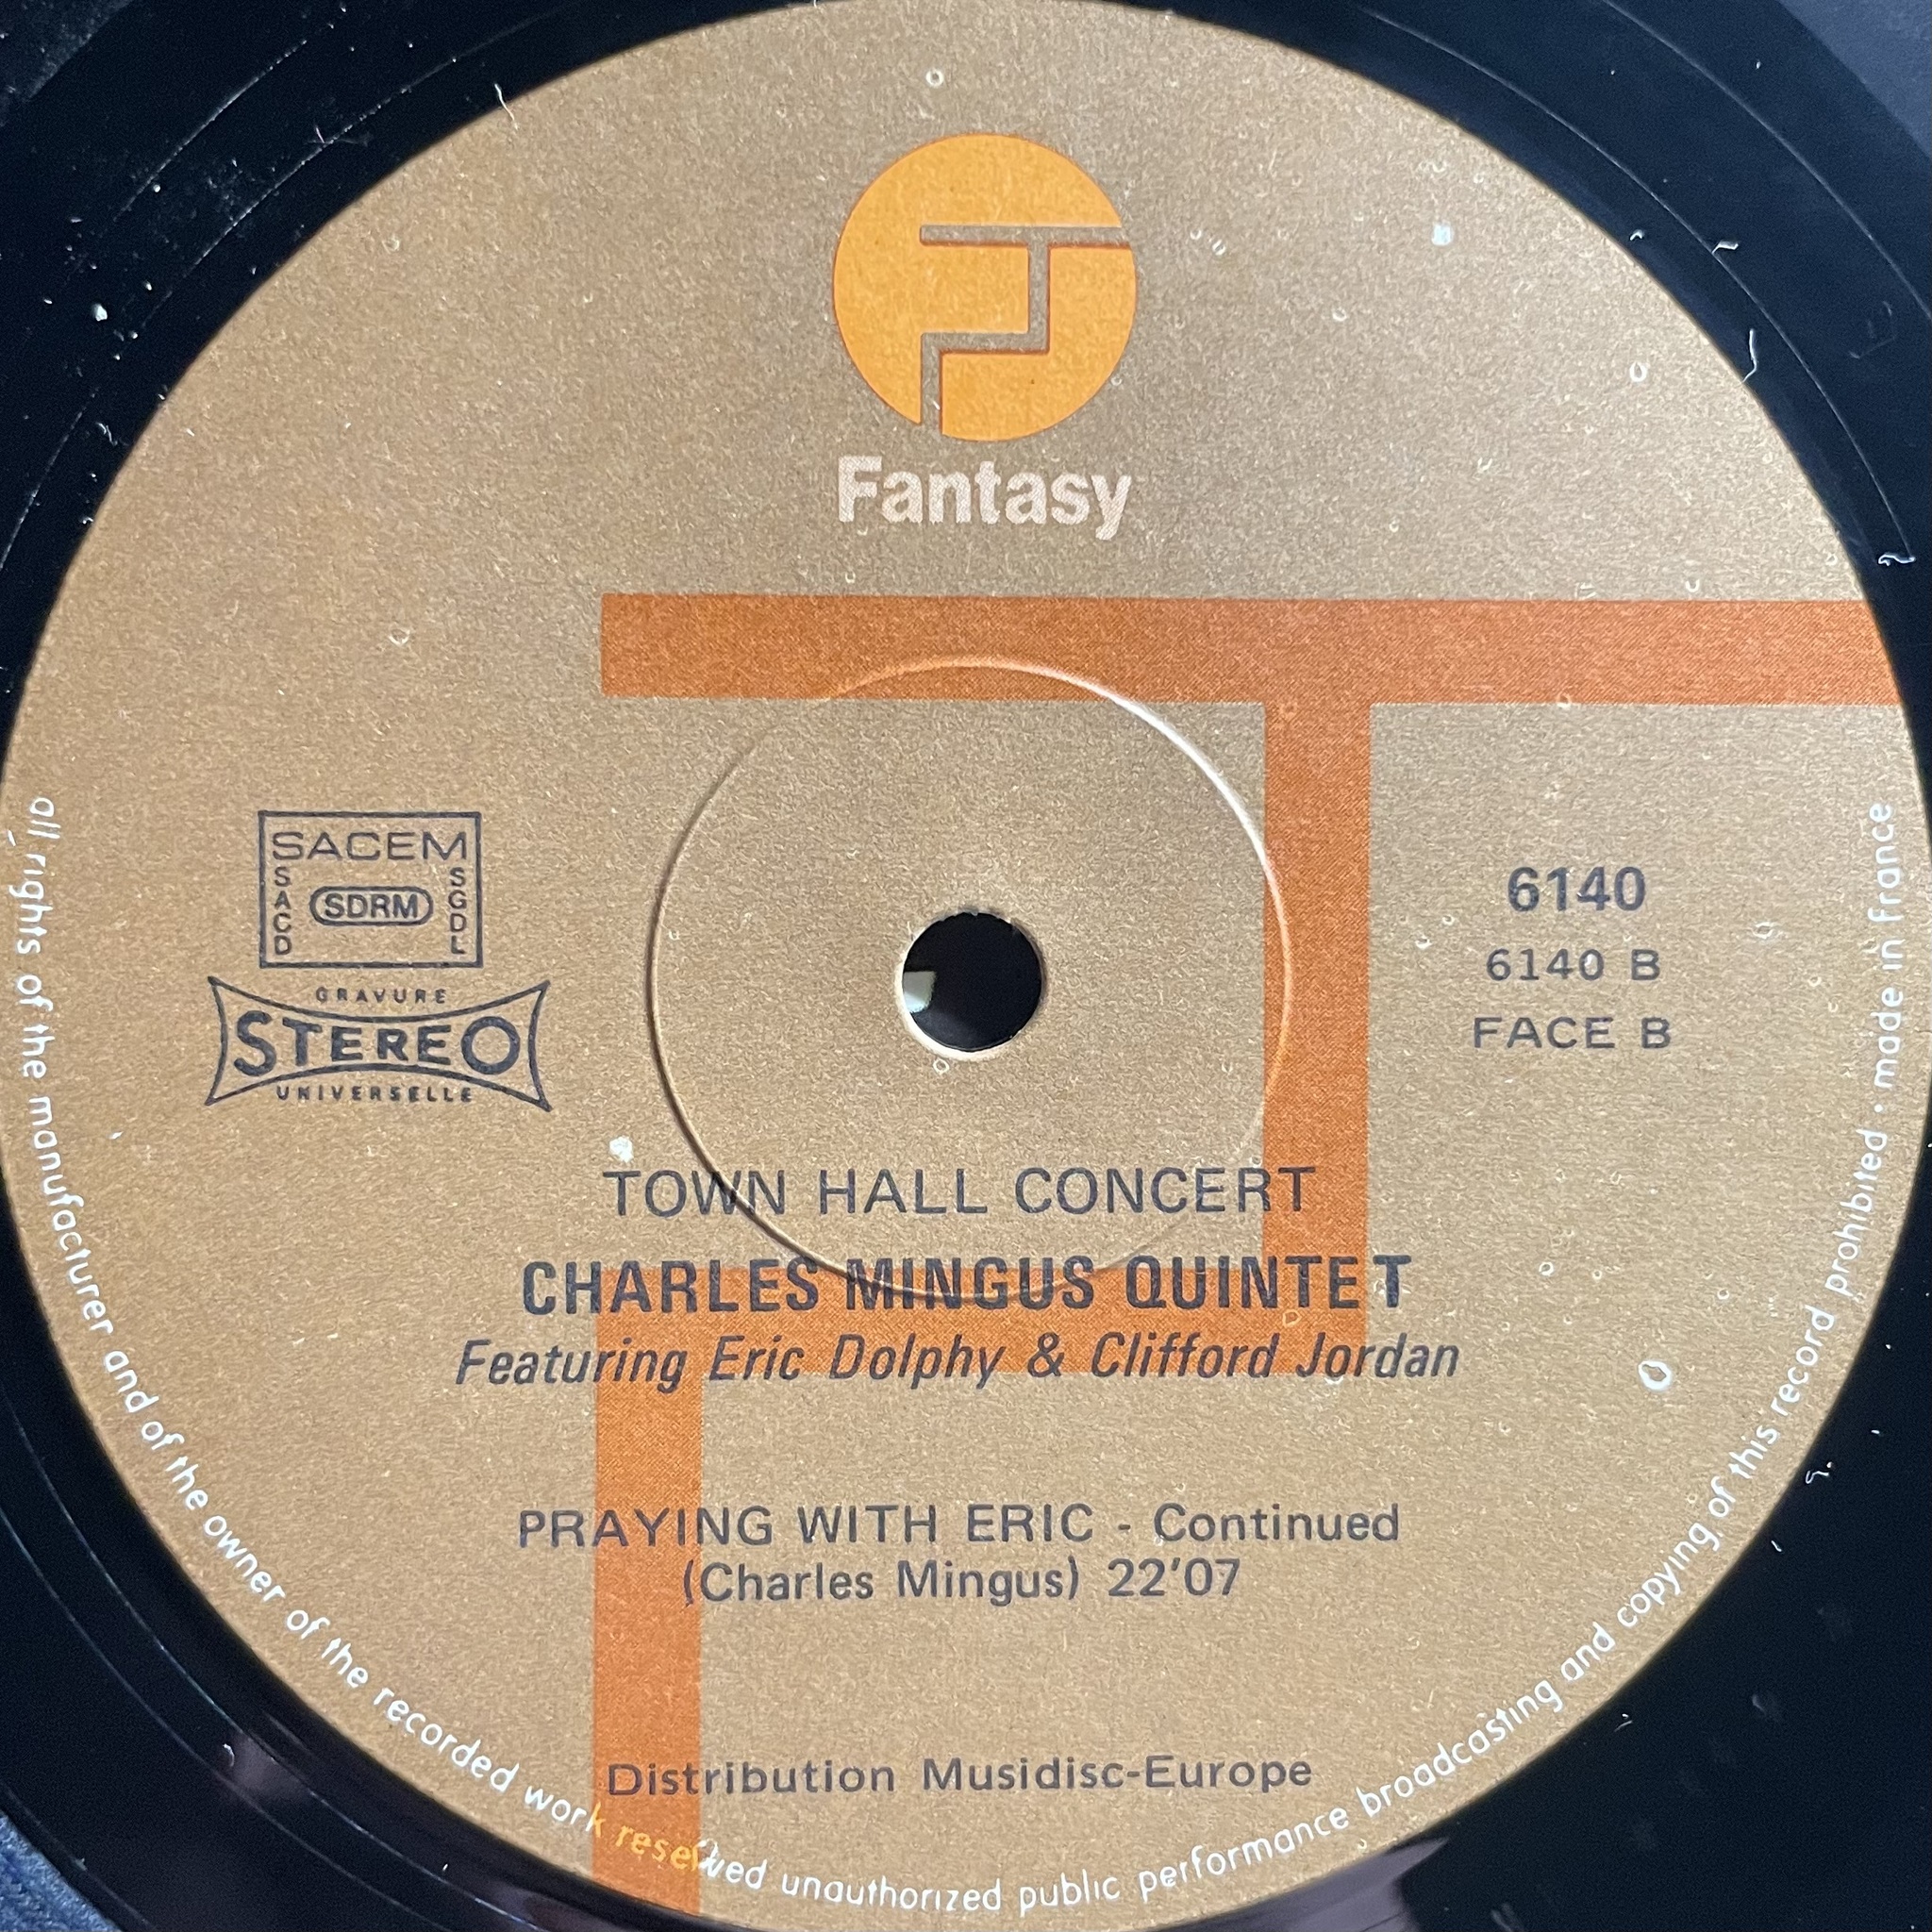 Fantasy
SACEM
SACD
SDRM
SGDL
GRAVURE
STEREO
UNIVERSELLE
6140
6140 B
FACE B
TOWN HALL CONCERT
CHARLES MINGUS QUINTET
Featuring Eric Dolphy & Clifford Jordan
PRAYING WITH ERIC - Continued
(Charles Mingus) 22'07
Distribution Musidisc-Europe
all rights of the manufacturer and of the owner of the recorded work reserved unauthorized public performance broadcasting and copying of this record prohibited · made in france